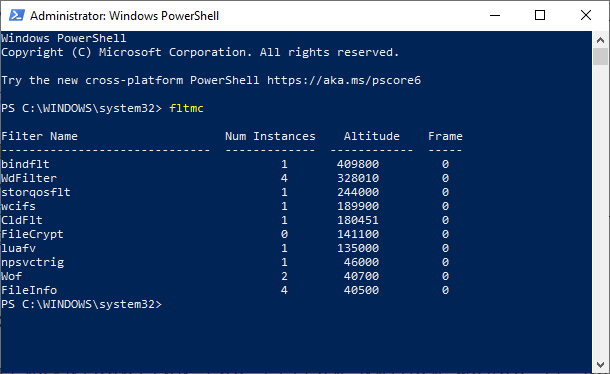 Administrator: Windows PowerShell
Windows PowerShell
Copyright (C) Microsoft Corporation. All rights reserved.
Try the new cross-platform PowerShell https://aka.ms/pscore6
PS C:\WINDOWS\system32> fltmc
Filter Name                     Num Instances    Altitude    Frame
------------------------------  -------------  ------------  -----
bindflt                                 1       409800         0
WdFilter                                4       328010         0
storqosflt                              1       244000         0
wcifs                                   1       189900         0
CldFlt                                  1       180451         0
FileCrypt                               0       141100         0
luafv                                   1       135000         0
npsvctrig                               1        46000         0
Wof                                     2        40700         0
FileInfo                                4        40500         0
PS C:\WINDOWS\system32>